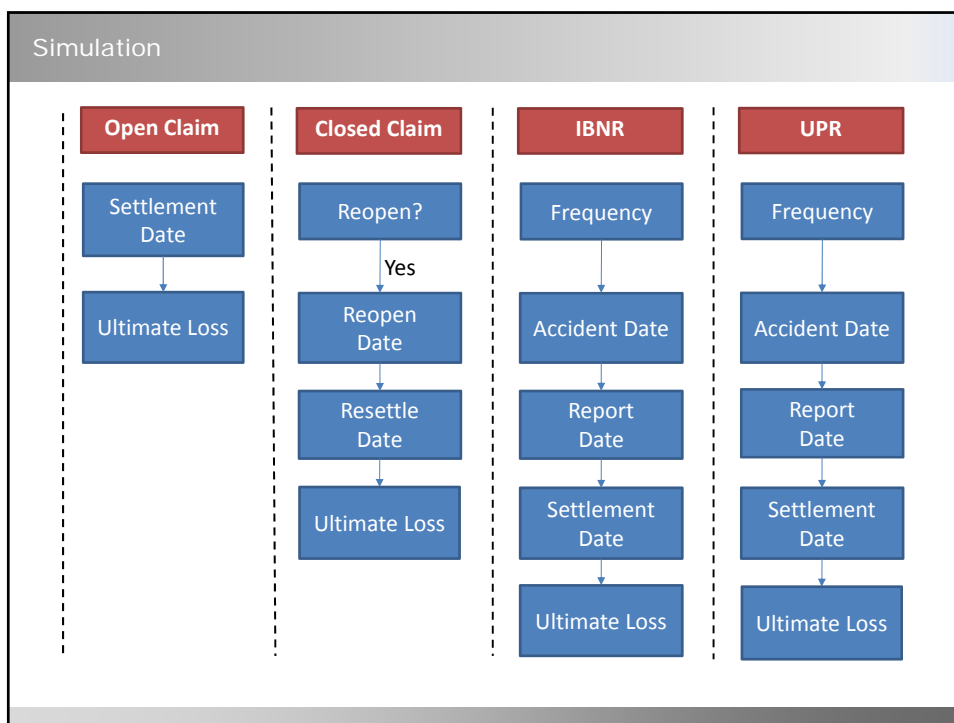 Simulation
Open Claim
Settlement
Date
Ultimate Loss
Closed Claim
Reopen?
Yes
Reopen
Date
Resettle
Date
Ultimate Loss
IBNR
Frequency
Accident Date
Report
Date
Settlement
Date
Ultimate Loss
UPR
Frequency
Accident Date
Report
Date
Settlement
Date
Ultimate Loss